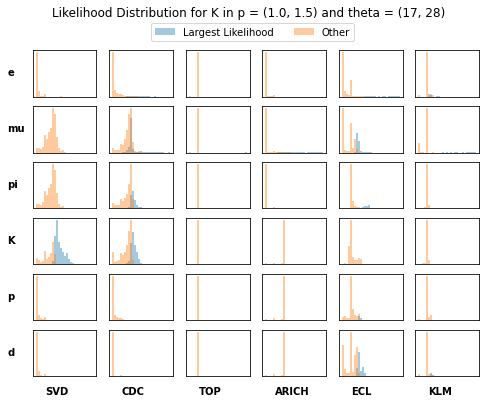 Likelihood Distribution for K in p = (1.0, 1.5) and theta = (17, 28)
Largest Likelihood Other
e
mu
pi
K
p
d
SVD CDC TOP ARICH ECL KLM